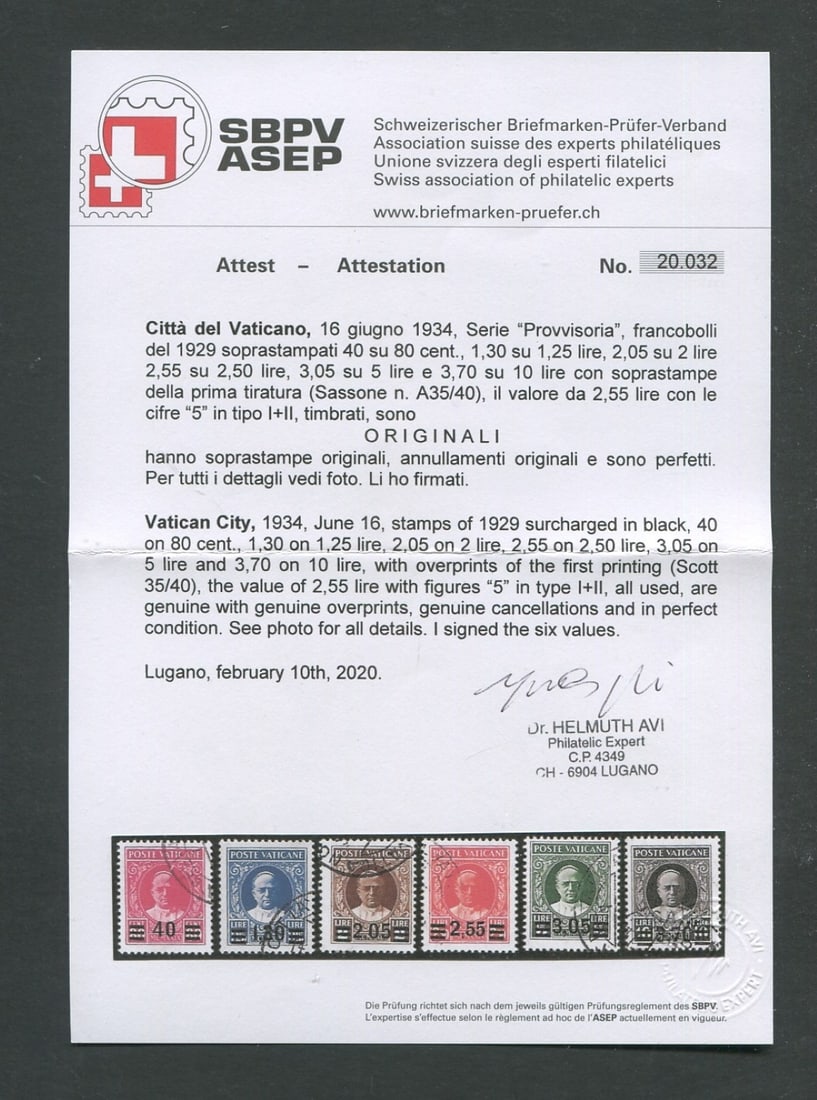 SBPV
ASEP
Schweizerischer Briefmarken-Prüfer-Verband
Association suisse des experts philatéliques
Unione svizzera degli esperti filatelici
Swiss association of philatelic experts
www.briefmarken-pruefer.ch
Attest – Attestation No. 20.032
Città del Vaticano, 16 giugno 1934, Serie “Provvisoria”, francobolli
del 1929 soprastampati 40 su 80 cent., 1,30 su 1,25 lire, 2,05 su 2 lire
2,55 su 2,50 lire, 3,05 su 5 lire e 3,70 su 10 lire con soprastampe
della prima tiratura (Sassone n. A35/40), il valore da 2,55 lire con le
cifre “5” in tipo I+II, timbrati, sono
ORIGINALI
hanno soprastampe originali, annullamenti originali e sono perfetti.
Per tutti i dettagli vedi foto. Li ho firmati.
Vatican City, 1934, June 16, stamps of 1929 surcharged in black, 40
on 80 cent., 1,30 on 1,25 lire, 2,05 on 2 lire, 2,55 on 2,50 lire, 3,05 on
5 lire and 3,70 on 10 lire, with overprints of the first printing (Scott
35/40), the value of 2,55 lire with figures “5” in type I+II, all used, are
genuine with genuine overprints, genuine cancellations and in perfect
condition. See photo for all details. I signed the six values.
Lugano, february 10th, 2020.
Dr. HELMUTH AVI
Philatelic Expert
C.P. 4349
CH - 6904 LUGANO
POSTE VATICANE POSTE VATICANE POSTE VATICANE POSTE VATICANE POSTE VATICANE POSTE VATICANE
LIRE LIRE LIRE LIRE LIRE LIRE LIRE LIRE
40 1,30 2,05 2,55 3,05 3,70
Die Prüfung richtet sich nach dem jeweils gültigen Prüfungsreglement des SBPV.
L'expertise s'effectue selon le règlement ad hoc de l'ASEP actuellement en vigueur.